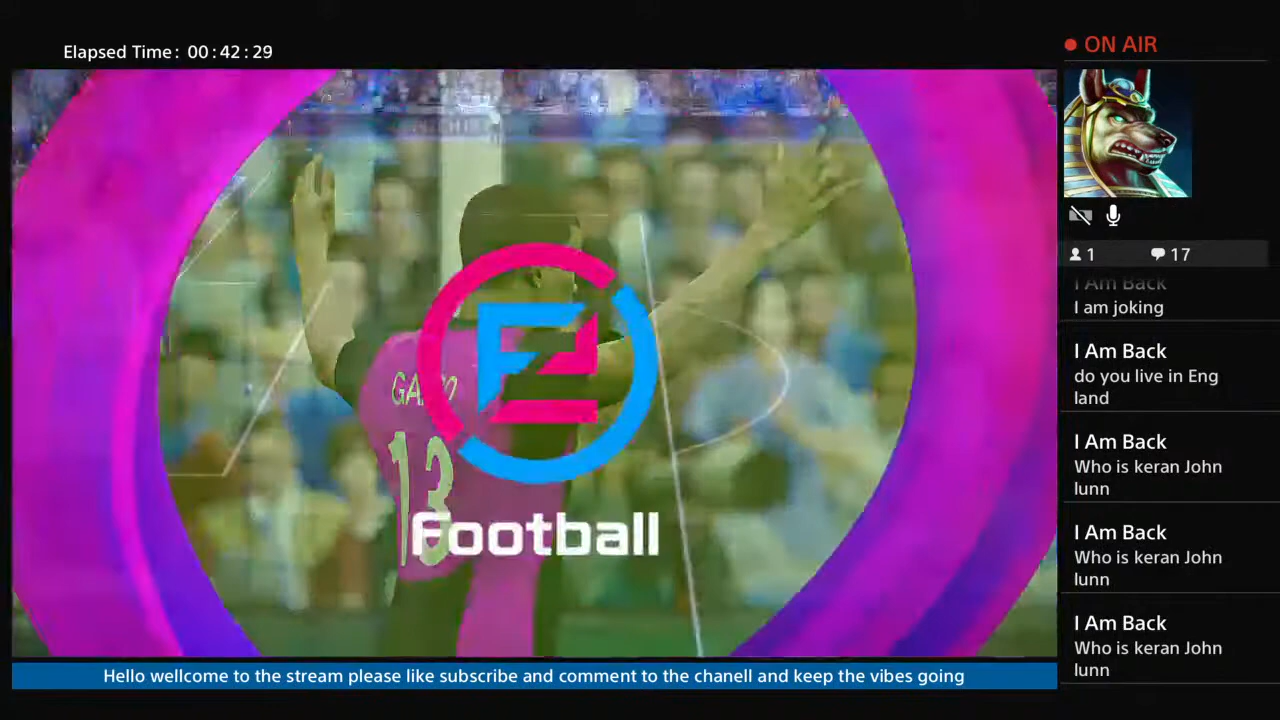 Elapsed Time: 00:42:29
ON AIR
1
17
I Am Back
I am joking
I Am Back
do you live in Eng
land
I Am Back
Who is keran John
lunn
I Am Back
Who is keran John
lunn
I Am Back
Who is keran John
lunn
13
Football
Hello wellcome to the stream please like subscribe and comment to the chanell and keep the vibes going